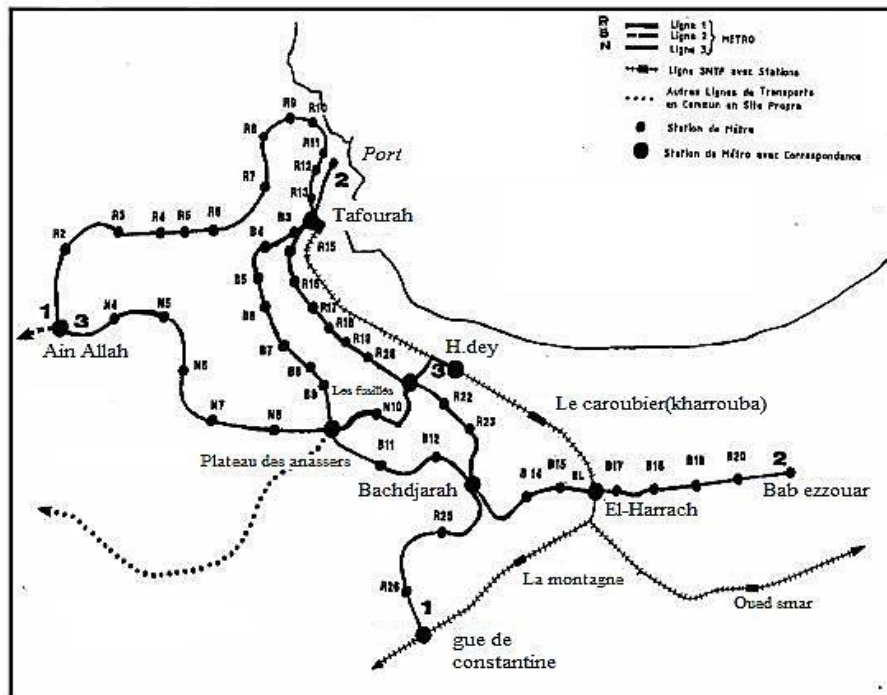 R Ligne 1
B Ligne 2
N Ligne 3
METRO
Ligne SNTF avec Stations
Autres Lignes de Transports
en Commun en Site Propre
Station de Métro
Station de Métro avec Correspondance
R9
R10
R8
R11
Port
R12
2
R7
R13
Tafourah
R2
R3
R4
R5
R6
B3
B4
R15
B5
R16
1
3
N4
N5
B6
R17
R18
Ain Allah
R19
H.dey
B7
R20
3
N6
B8
Les fusillés
B9
R22
Le caroubier(kharrouba)
N7
N8
N10
R23
Plateau des anassers
B11
B12
B14
B15
BL
B17
B16
B18
B20
2
Bachdjarah
El-Harrach
Bab ezzouar
R25
La montagne
R26
1
Oued smar
gue de
constantine